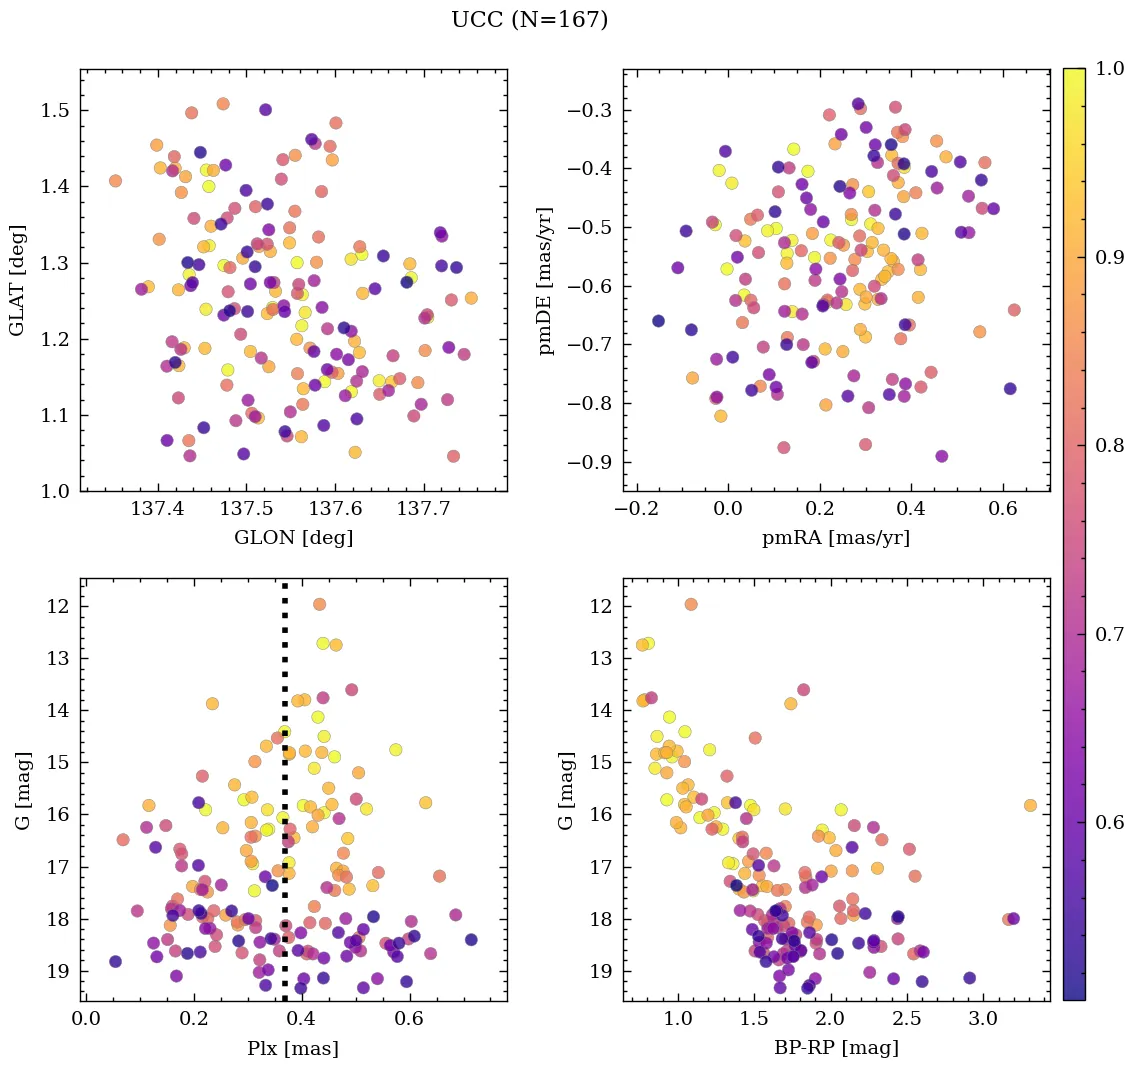 UCC (N=167)
1.5
1.4
1.3
1.2
1.1
1.0
GLAT [deg]
137.4 137.5 137.6 137.7
GLON [deg]
−0.3
−0.4
−0.5
−0.6
−0.7
−0.8
−0.9
pmDE [mas/yr]
−0.2 0.0 0.2 0.4 0.6
pmRA [mas/yr]
12
13
14
15
16
17
18
19
G [mag]
0.0 0.2 0.4 0.6
Plx [mas]
12
13
14
15
16
17
18
19
G [mag]
1.0 1.5 2.0 2.5 3.0
BP-RP [mag]
1.0
0.9
0.8
0.7
0.6